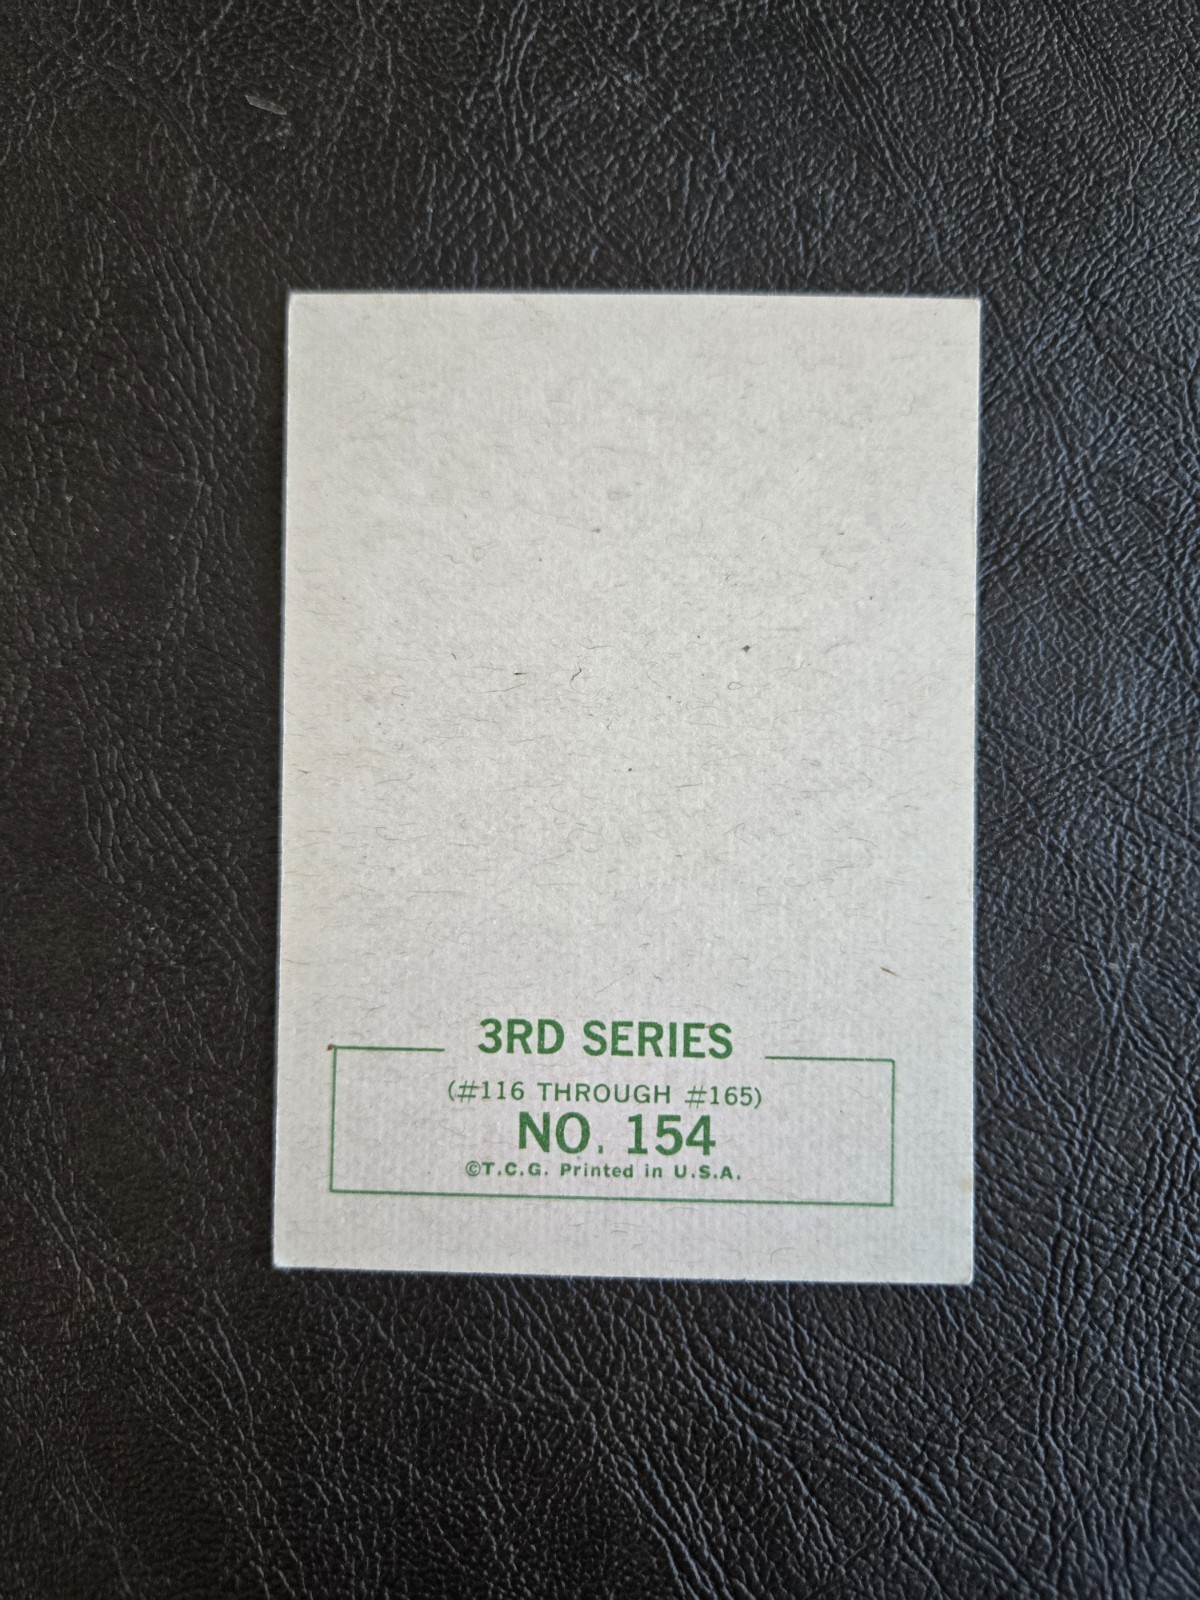 3RD SERIES
(#116 THROUGH #165)
NO. 154
©T.C.G. Printed in U.S.A.